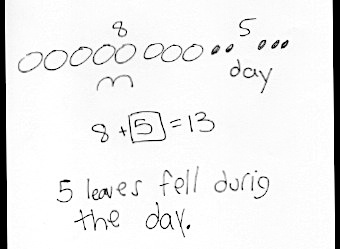 8 5
m day
8 + 5 = 13
5 leaves fell durig
the day.